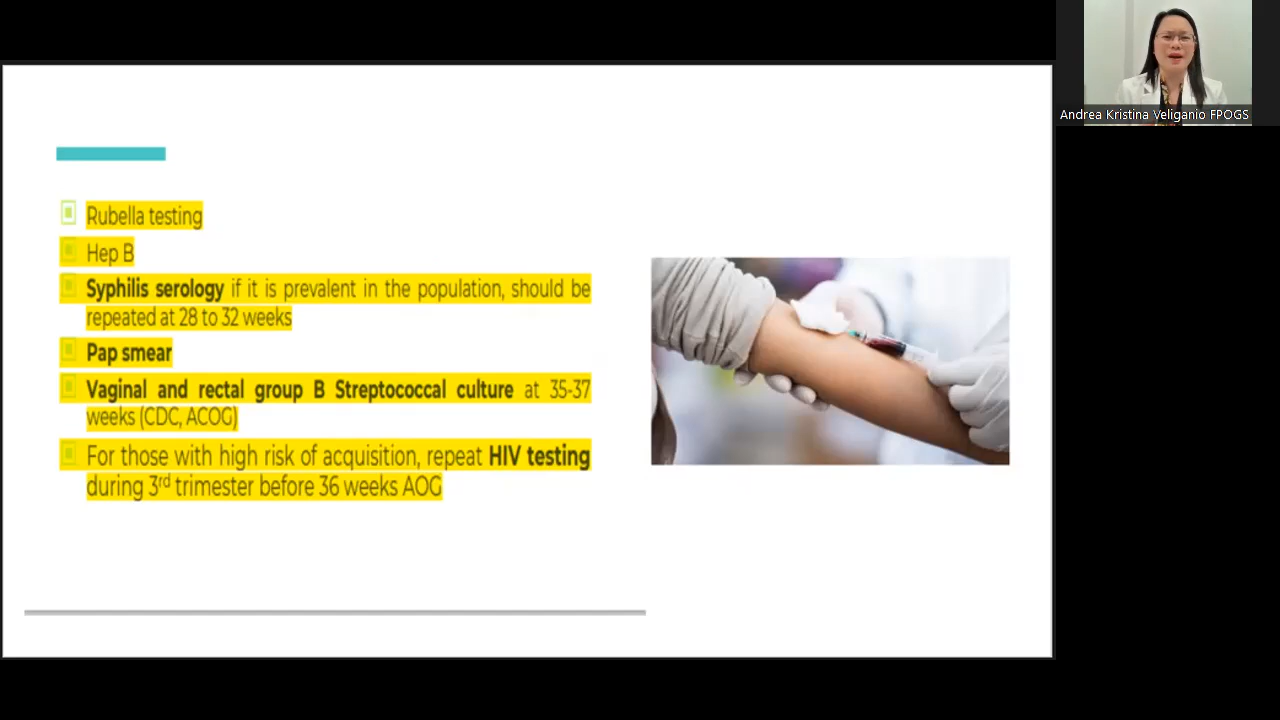 Andrea Kristina Veliganio FPOGS
Rubella testing
Hep B
Syphilis serology if it is prevalent in the population, should be
repeated at 28 to 32 weeks
Pap smear
Vaginal and rectal group B Streptococcal culture at 35-37
weeks (CDC, ACOG)
For those with high risk of acquisition, repeat HIV testing
during 3rd trimester before 36 weeks AOG